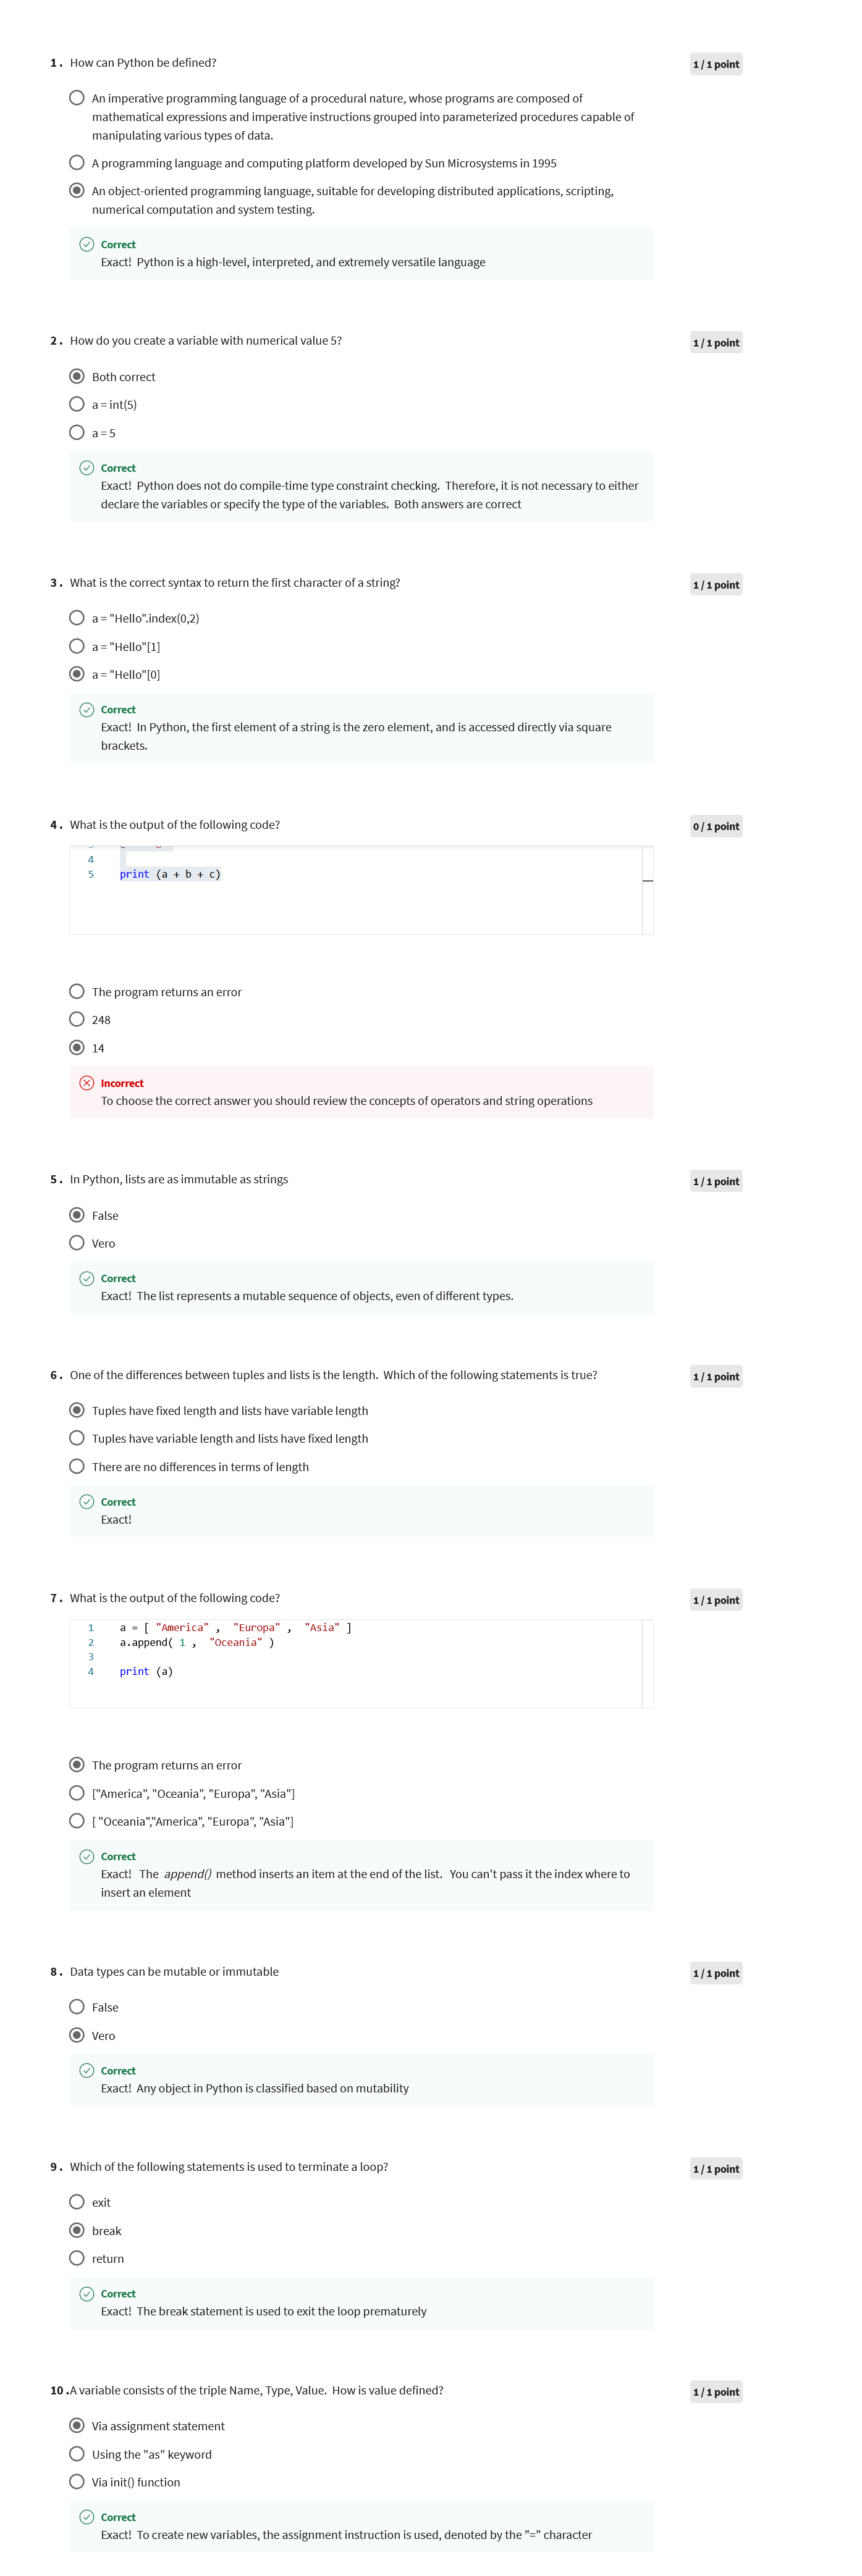 1. How can Python be defined?
1 / 1 point
An imperative programming language of a procedural nature, whose programs are composed of
mathematical expressions and imperative instructions grouped into parameterized procedures capable of
manipulating various types of data.
A programming language and computing platform developed by Sun Microsystems in 1995
An object-oriented programming language, suitable for developing distributed applications, scripting,
numerical computation and system testing.
Correct
Exact! Python is a high-level, interpreted, and extremely versatile language
2. How do you create a variable with numerical value 5?
1 / 1 point
Both correct
a = int(5)
a = 5
Correct
Exact! Python does not do compile-time type constraint checking. Therefore, it is not necessary to either
declare the variables or specify the type of the variables. Both answers are correct
3. What is the correct syntax to return the first character of a string?
1 / 1 point
a = "Hello".index(0,2)
a = "Hello"[1]
a = "Hello"[0]
Correct
Exact! In Python, the first element of a string is the zero element, and is accessed directly via square
brackets.
4. What is the output of the following code?
0 / 1 point
4
5 print (a + b + c)
The program returns an error
248
14
Incorrect
To choose the correct answer you should review the concepts of operators and string operations
5. In Python, lists are as immutable as strings
1 / 1 point
False
Vero
Correct
Exact! The list represents a mutable sequence of objects, even of different types.
6. One of the differences between tuples and lists is the length. Which of the following statements is true?
1 / 1 point
Tuples have fixed length and lists have variable length
Tuples have variable length and lists have fixed length
There are no differences in terms of length
Correct
Exact!
7. What is the output of the following code?
1 / 1 point
1 a = [ "America" , "Europa" , "Asia" ]
2 a.append( 1 , "Oceania" )
3
4 print (a)
The program returns an error
["America", "Oceania", "Europa", "Asia"]
[ "Oceania","America", "Europa", "Asia"]
Correct
Exact! The append() method inserts an item at the end of the list. You can't pass it the index where to
insert an element
8. Data types can be mutable or immutable
1 / 1 point
False
Vero
Correct
Exact! Any object in Python is classified based on mutability
9. Which of the following statements is used to terminate a loop?
1 / 1 point
exit
break
return
Correct
Exact! The break statement is used to exit the loop prematurely
10. A variable consists of the triple Name, Type, Value. How is value defined?
1 / 1 point
Via assignment statement
Using the "as" keyword
Via init() function
Correct
Exact! To create new variables, the assignment instruction is used, denoted by the "=" character